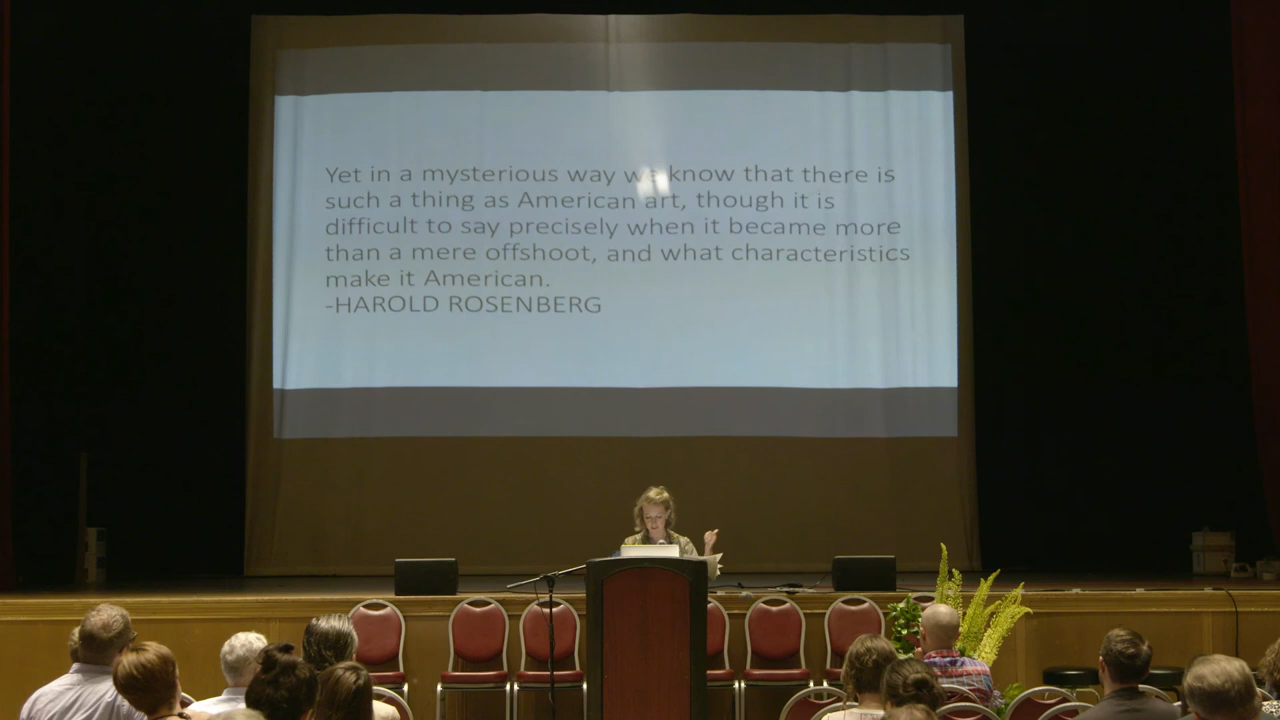 Yet in a mysterious way we know that there is
such a thing as American art, though it is
difficult to say precisely when it became more
than a mere offshoot, and what characteristics
make it American.
-HAROLD ROSENBERG